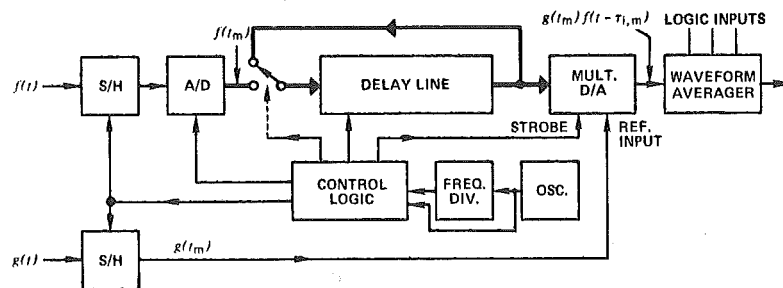 g(tₘ) f(t - τᵢ,ₘ)
LOGIC INPUTS
f(tₘ)
f(t)
S/H
A/D
DELAY LINE
MULT.
D/A
WAVEFORM
AVERAGER
STROBE
REF.
INPUT
CONTROL
LOGIC
FREQ.
DIV.
OSC.
g(t)
S/H
g(tₘ)